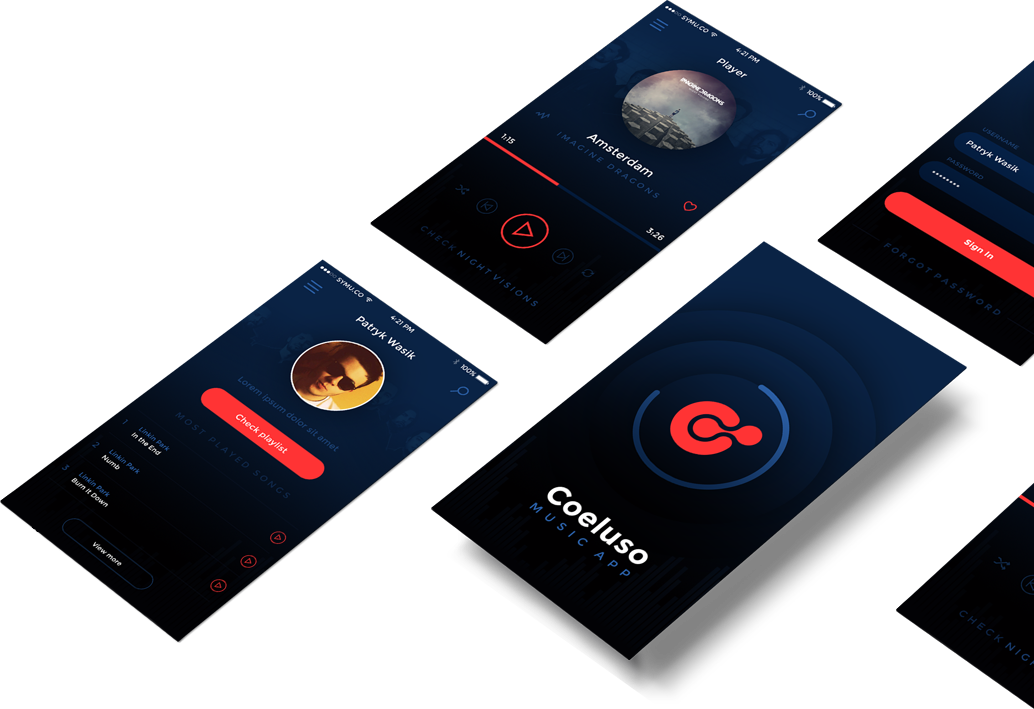 SYMU.CO
4:21 PM
100%
Player
IMAGINE DRAGONS
Amsterdam
IMAGINE DRAGONS
1:15
3:26
CHECK NIGHT VISIONS
USERNAME
Patryk Wasik
PASSWORD
••••••••
Sign In
FORGOT PASSWORD
SYMU.CO
4:21 PM
100%
Patryk Wasik
Lorem ipsum dolor sit amet
Check playlist
MOST PLAYED SONGS
1
Linkin Park
In the End
2
Linkin Park
Numb
3
Linkin Park
Burn It Down
View more
Coeluso
MUSIC APP
CHECK NIG